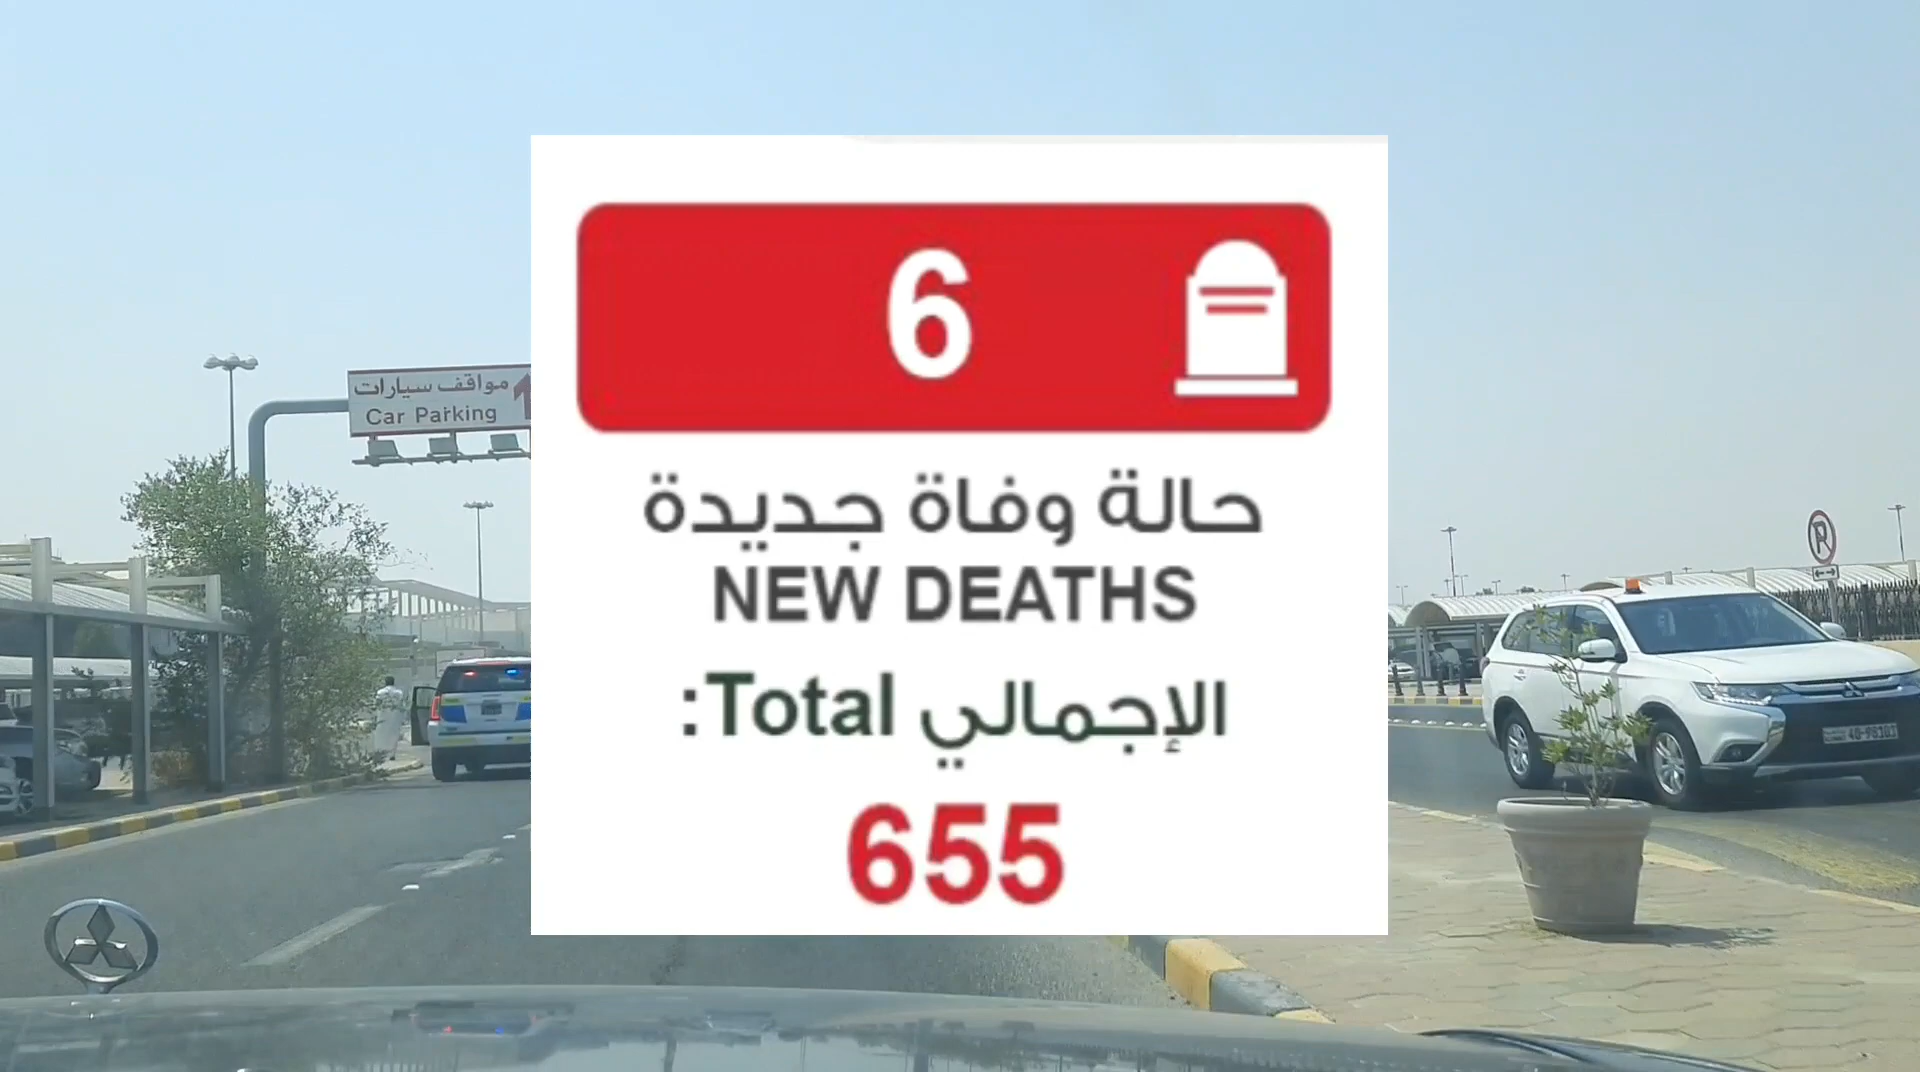 مواقف سيارات
Car Parking
6
حالة وفاة جديدة
NEW DEATHS
الإجمالي Total:
655